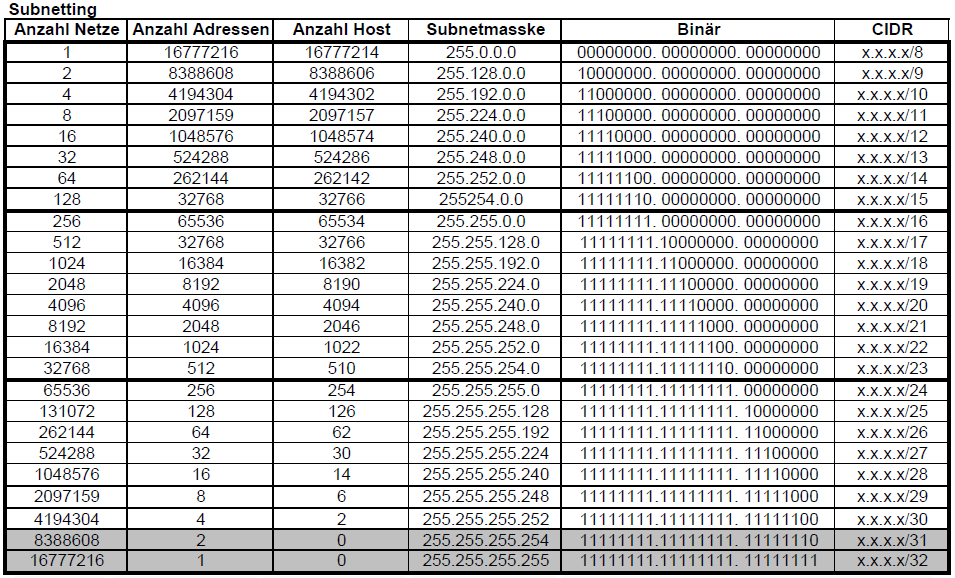 Subnetting
Anzahl Netze Anzahl Adressen Anzahl Host Subnetmasske Binär CIDR
1 16777216 16777214 255.0.0.0 00000000. 00000000. 00000000 x.x.x.x/8
2 8388608 8388606 255.128.0.0 10000000. 00000000. 00000000 x.x.x.x/9
4 4194304 4194302 255.192.0.0 11000000. 00000000. 00000000 x.x.x.x/10
8 2097159 2097157 255.224.0.0 11100000. 00000000. 00000000 x.x.x.x/11
16 1048576 1048574 255.240.0.0 11110000. 00000000. 00000000 x.x.x.x/12
32 524288 524286 255.248.0.0 11111000. 00000000. 00000000 x.x.x.x/13
64 262144 262142 255.252.0.0 11111100. 00000000. 00000000 x.x.x.x/14
128 32768 32766 255254.0.0 11111110. 00000000. 00000000 x.x.x.x/15
256 65536 65534 255.255.0.0 11111111. 00000000. 00000000 x.x.x.x/16
512 32768 32766 255.255.128.0 11111111.10000000. 00000000 x.x.x.x/17
1024 16384 16382 255.255.192.0 11111111.11000000. 00000000 x.x.x.x/18
2048 8192 8190 255.255.224.0 11111111.11100000. 00000000 x.x.x.x/19
4096 4096 4094 255.255.240.0 11111111.11110000. 00000000 x.x.x.x/20
8192 2048 2046 255.255.248.0 11111111.11111000. 00000000 x.x.x.x/21
16384 1024 1022 255.255.252.0 11111111.11111100. 00000000 x.x.x.x/22
32768 512 510 255.255.254.0 11111111.11111110. 00000000 x.x.x.x/23
65536 256 254 255.255.255.0 11111111.11111111. 00000000 x.x.x.x/24
131072 128 126 255.255.255.128 11111111.11111111. 10000000 x.x.x.x/25
262144 64 62 255.255.255.192 11111111.11111111. 11000000 x.x.x.x/26
524288 32 30 255.255.255.224 11111111.11111111. 11100000 x.x.x.x/27
1048576 16 14 255.255.255.240 11111111.11111111. 11110000 x.x.x.x/28
2097159 8 6 255.255.255.248 11111111.11111111. 11111000 x.x.x.x/29
4194304 4 2 255.255.255.252 11111111.11111111. 11111100 x.x.x.x/30
8388608 2 0 255.255.255.254 11111111.11111111. 11111110 x.x.x.x/31
16777216 1 0 255.255.255.255 11111111.11111111. 11111111 x.x.x.x/32